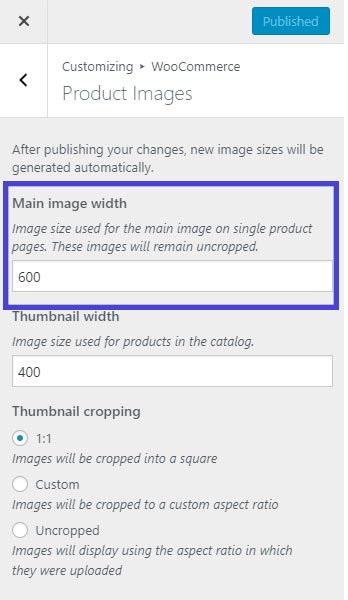 Published
Customizing ▸ WooCommerce
Product Images
After publishing your changes, new image sizes will be
generated automatically.
Main image width
Image size used for the main image on single product
pages. These images will remain uncropped.
600
Thumbnail width
Image size used for products in the catalog.
400
Thumbnail cropping
1:1
Images will be cropped into a square
Custom
Images will be cropped to a custom aspect ratio
Uncropped
Images will display using the aspect ratio in which
they were uploaded